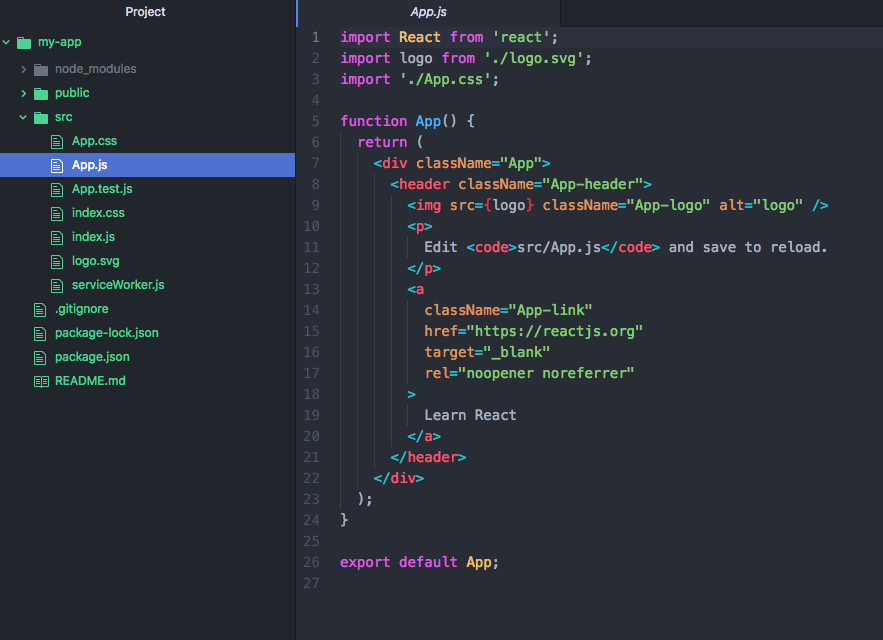 Project
my-app
node_modules
public
src
App.css
App.js
App.test.js
index.css
index.js
logo.svg
serviceWorker.js
.gitignore
package-lock.json
package.json
README.md
App.js
1 import React from 'react';
2 import logo from './logo.svg';
3 import './App.css';
4
5 function App() {
6   return (
7     <div className="App">
8       <header className="App-header">
9         <img src={logo} className="App-logo" alt="logo" />
10         <p>
11           Edit <code>src/App.js</code> and save to reload.
12         </p>
13         <a
14           className="App-link"
15           href="https://reactjs.org"
16           target="_blank"
17           rel="noopener noreferrer"
18         >
19           Learn React
20         </a>
21       </header>
22     </div>
23   );
24 }
25
26 export default App;
27